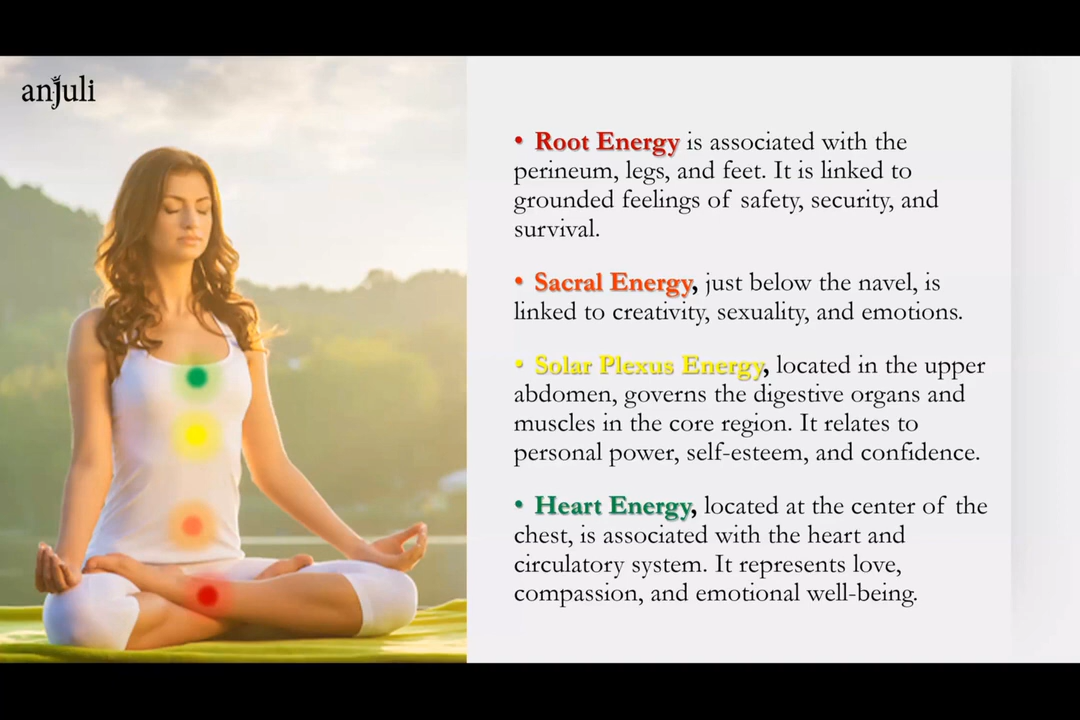 anjuli
• Root Energy is associated with the
perineum, legs, and feet. It is linked to
grounded feelings of safety, security, and
survival.
• Sacral Energy, just below the navel, is
linked to creativity, sexuality, and emotions.
• Solar Plexus Energy, located in the upper
abdomen, governs the digestive organs and
muscles in the core region. It relates to
personal power, self-esteem, and confidence.
• Heart Energy, located at the center of the
chest, is associated with the heart and
circulatory system. It represents love,
compassion, and emotional well-being.